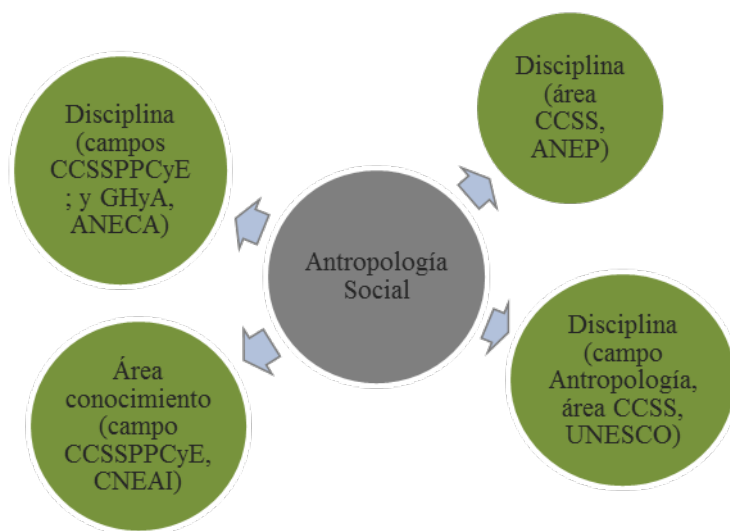 Disciplina
(campos
CCSSPPCyE
; y GHyA,
ANECA)
Disciplina
(área
CCSS,
ANEP)
Antropología
Social
Área
conocimiento
(campo
CCSSPPCyE,
CNEAI)
Disciplina
(campo
Antropología,
área CCSS,
UNESCO)